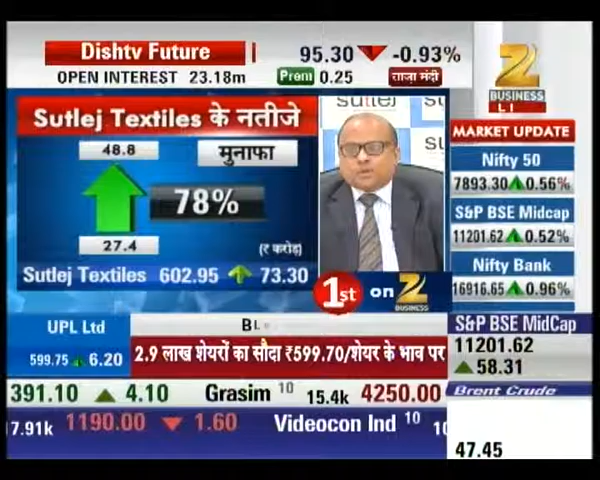 Dishtv Future
95.30 -0.93%
OPEN INTEREST 23.18m Prem 0.25 ताज़ा मंदी
Z
BUSINESS
L I
Sutlej Textiles के नतीजे
48.8 मुनाफा
78%
27.4 (₹ करोड़)
Sutlej Textiles 602.95 73.30
sutlej
su
1st on Z
BUSINESS
MARKET UPDATE
Nifty 50
7893.30 0.56%
S&P BSE Midcap
11201.62 0.52%
Nifty Bank
16916.65 0.96%
UPL Ltd
599.75 6.20
2.9 लाख शेयरों का सौदा ₹599.70/शेयर के भाव पर
S&P BSE MidCap
11201.62
58.31
391.10 4.10 Grasim 10 15.4k 4250.00
Brent Crude
7.91k 1190.00 1.60 Videocon Ind 10
47.45